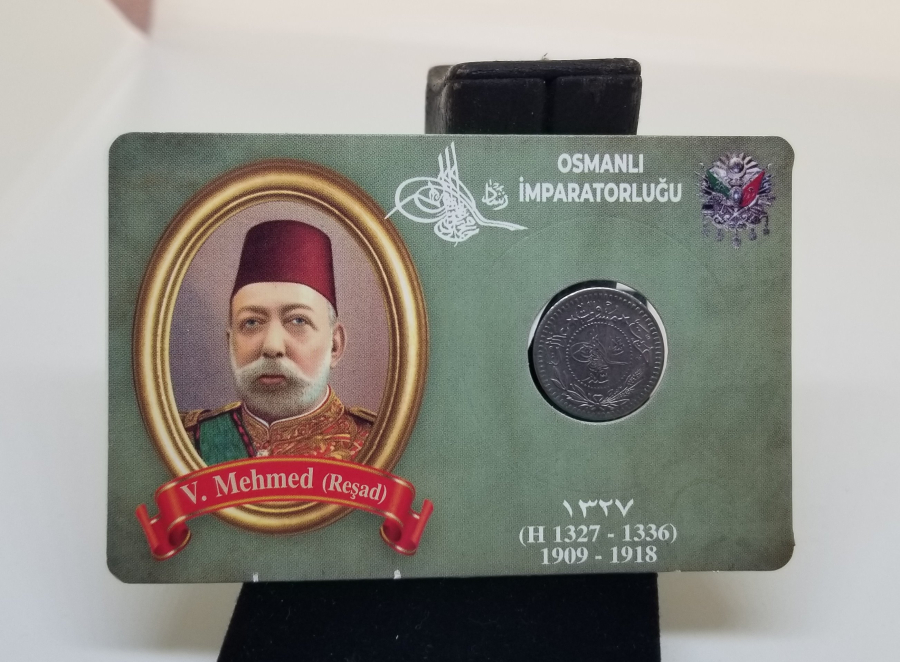 OSMANLI
İMPARATORLUĞU
V. Mehmed (Reşad)
١٣٢٧
(H 1327 - 1336)
1909 - 1918